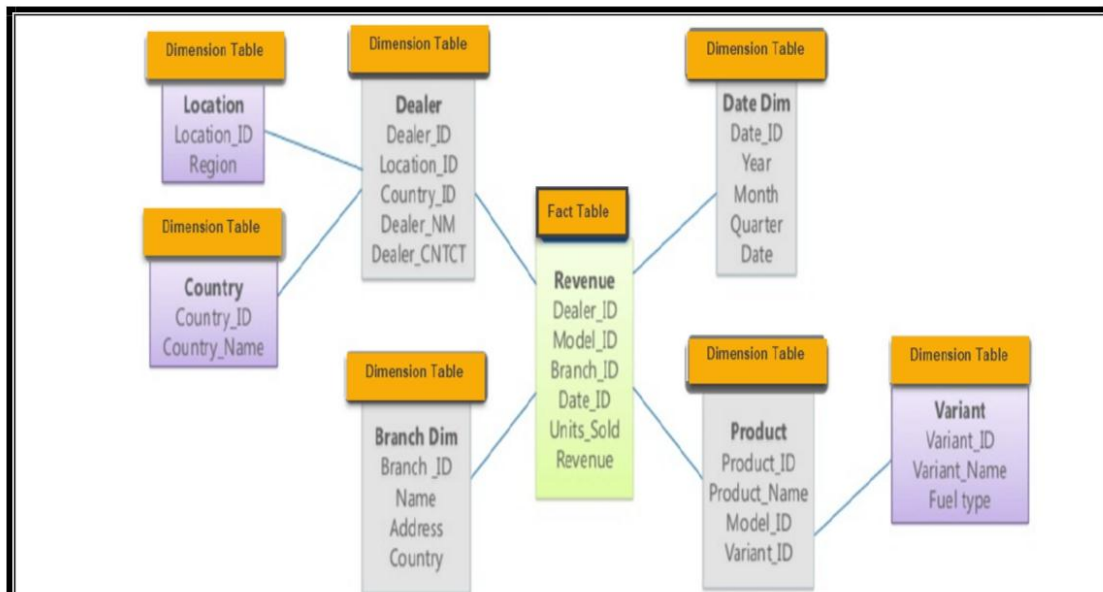 Dimension Table
Location
Location_ID
Region
Dimension Table
Dealer
Dealer_ID
Location_ID
Country_ID
Dealer_NM
Dealer_CNTCT
Dimension Table
Date Dim
Date_ID
Year
Month
Quarter
Date
Dimension Table
Country
Country_ID
Country_Name
Fact Table
Revenue
Dealer_ID
Model_ID
Branch_ID
Date_ID
Units_Sold
Revenue
Dimension Table
Branch Dim
Branch _ID
Name
Address
Country
Dimension Table
Product
Product_ID
Product_Name
Model_ID
Variant_ID
Dimension Table
Variant
Variant_ID
Variant_Name
Fuel type